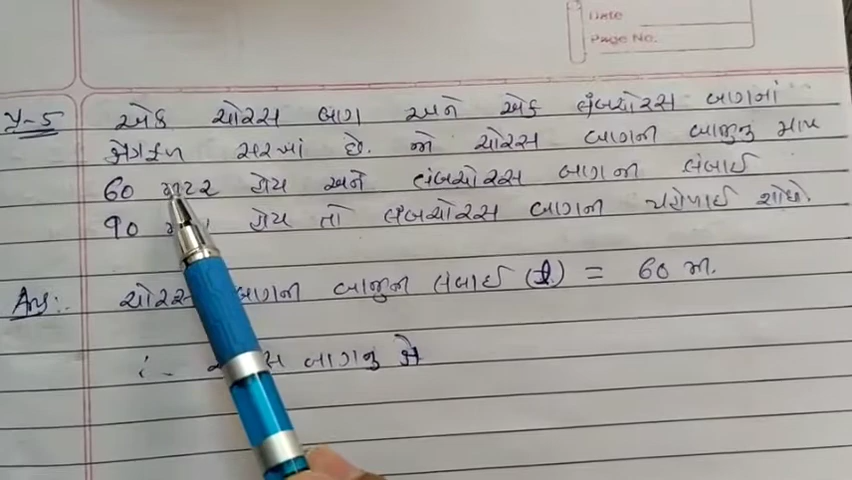 Date
Page No.
પ્ર-5 એક ચોરસ બાગ અને એક લંબચોરસ બાગનાં
ક્ષેત્રફળ સરખાં છે. જો ચોરસ બાગની બાજુનુ માપ
60 મીટર હોય અને લંબચોરસ બાગની લંબાઈ
90 હોય તો લંબચોરસ બાગની પહોળાઈ શોધો.
Ans:- ચોરસ બાગની બાજુની લંબાઈ (l) = 60 મી.
∴ બાગનુ ક્ષે